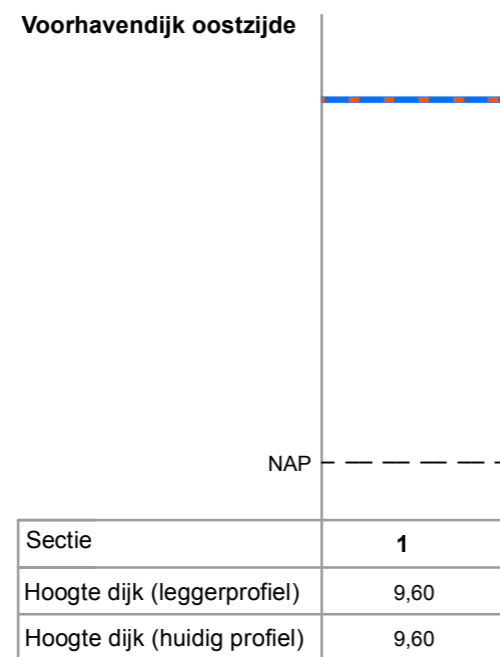 Voorhavendijk oostzijde
NAP
Sectie 1
Hoogte dijk (leggerprofiel) 9,60
Hoogte dijk (huidig profiel) 9,60